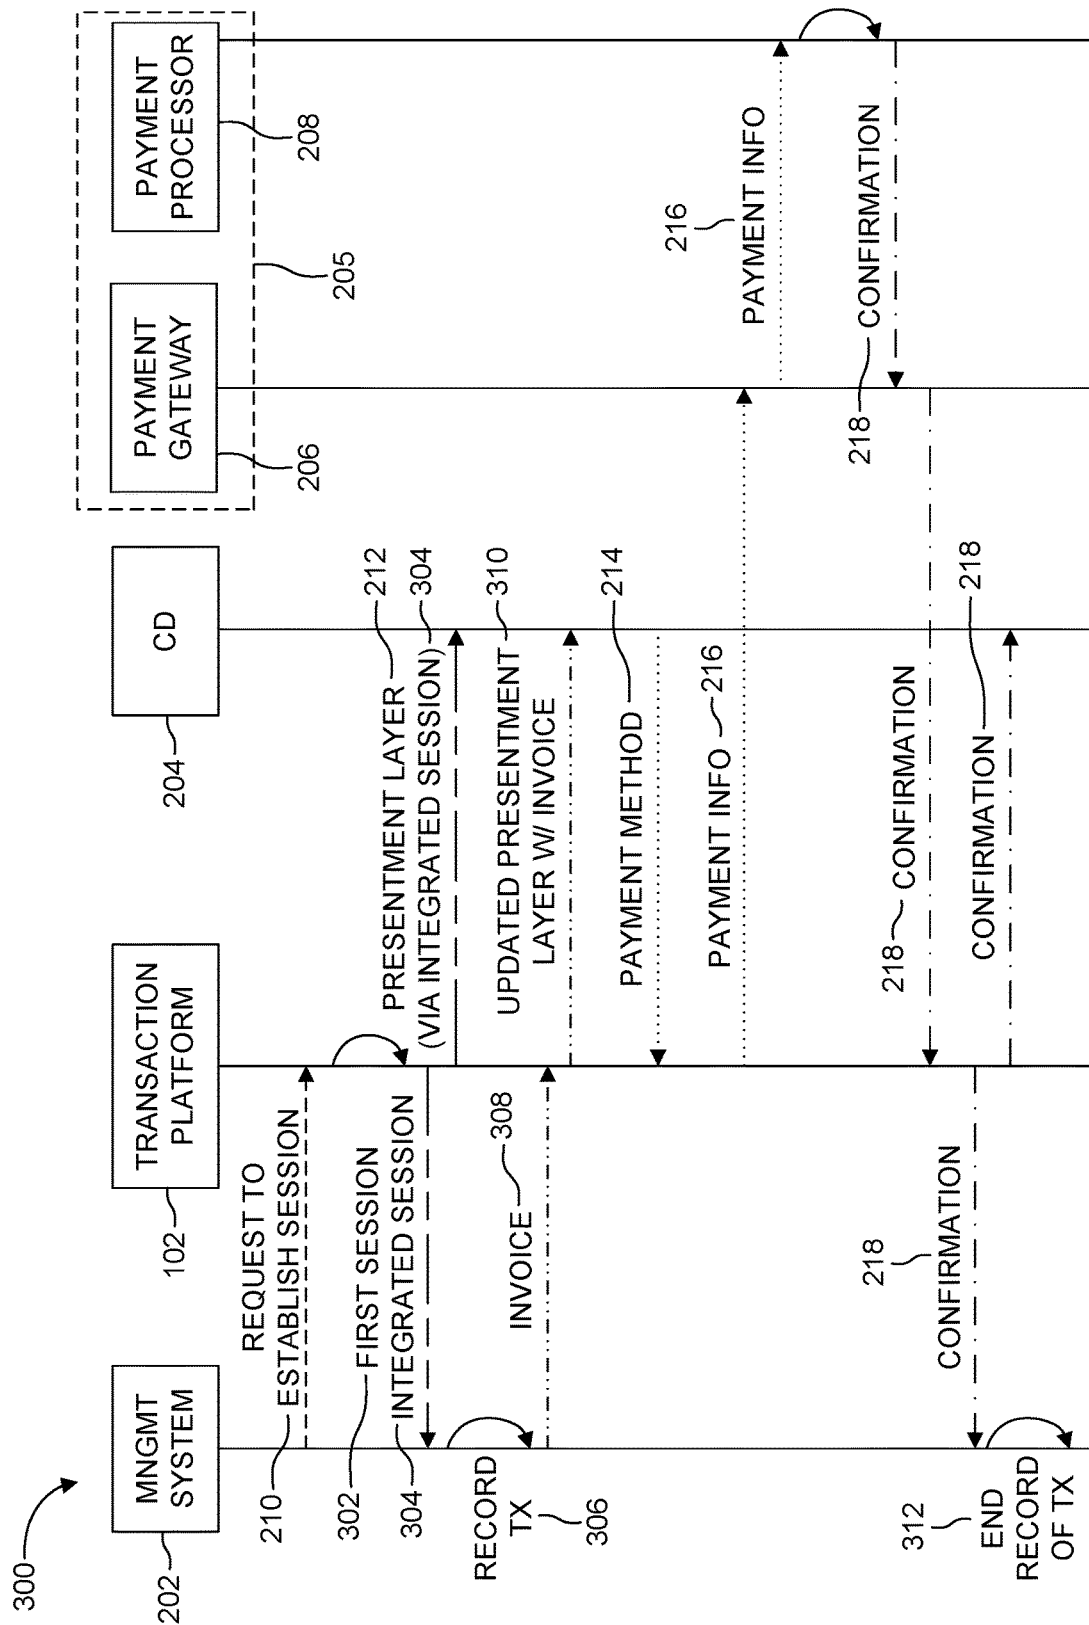 300
MNGMT
SYSTEM
202
TRANSACTION
PLATFORM
102
CD
204
PAYMENT
GATEWAY
206
PAYMENT
PROCESSOR
208
205
REQUEST TO
210 ESTABLISH SESSION
302 FIRST SESSION
304 INTEGRATED SESSION
PRESENTMENT LAYER 212
(VIA INTEGRATED SESSION) 304
RECORD
TX
306
INVOICE 308
UPDATED PRESENTMENT 310
LAYER W/ INVOICE
PAYMENT METHOD 214
PAYMENT INFO 216
216
PAYMENT INFO
218 CONFIRMATION
218 CONFIRMATION
218
CONFIRMATION
CONFIRMATION 218
312
END
RECORD
OF TX